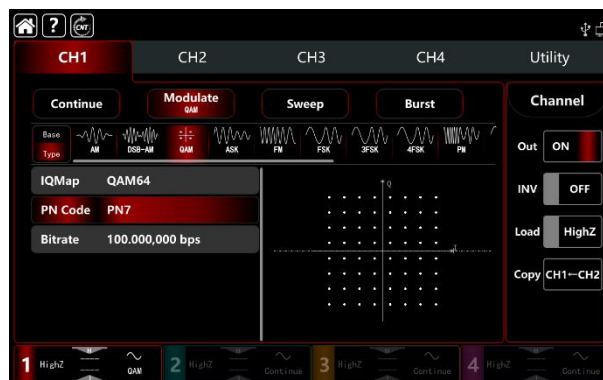 ? CNT
CH1 CH2 CH3 CH4 Utility
Continue Modulate QAM Sweep Burst Channel
Base Type AM DSB-AM QAM ASK FM FSK 3FSK 4FSK PM
Out ON
IQMap QAM64
INV OFF
PN Code PN7
Load HighZ
Bitrate 100.000,000 bps
Copy CH1←CH2
Q
I
1 HighZ QAM 2 HighZ Continue 3 HighZ Continue 4 HighZ Continue